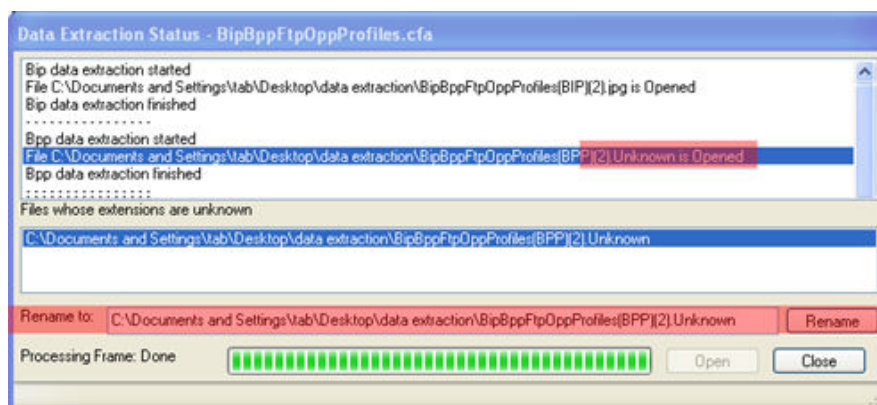 Data Extraction Status - BipBppFtpOppProfiles.cfa
Bip data extraction started
File C:\Documents and Settings\tab\Desktop\data extraction\BipBppFtpOppProfiles(BIP)(2).jpg is Opened
Bip data extraction finished
- - - - - - - - - - - - - - -
Bpp data extraction started
File C:\Documents and Settings\tab\Desktop\data extraction\BipBppFtpOppProfiles(BPP)(2).Unknown is Opened
Bpp data extraction finished
Files whose extensions are unknown
C:\Documents and Settings\tab\Desktop\data extraction\BipBppFtpOppProfiles(BPP)(2).Unknown
Rename to: C:\Documents and Settings\tab\Desktop\data extraction\BipBppFtpOppProfiles(BPP)(2).Unknown Rename
Processing Frame: Done Open Close